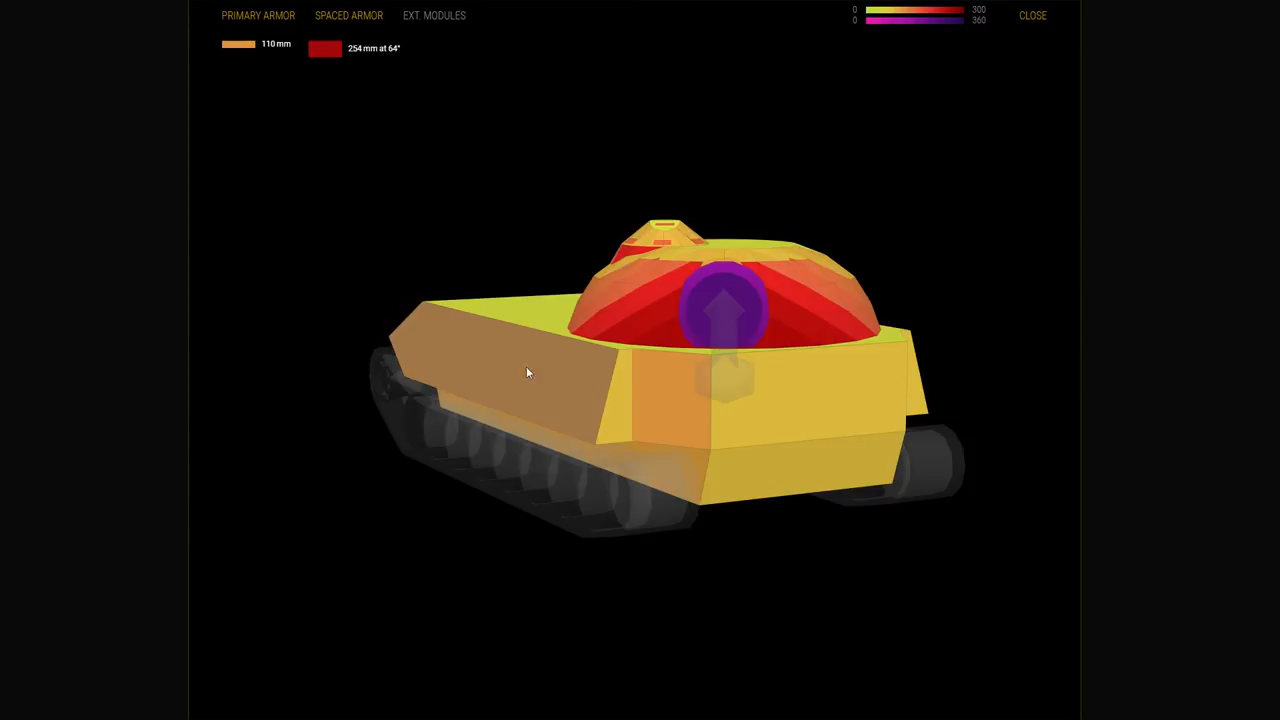 PRIMARY ARMOR SPACED ARMOR EXT. MODULES 0 300 CLOSE
0 360
110 mm 254 mm at 64°